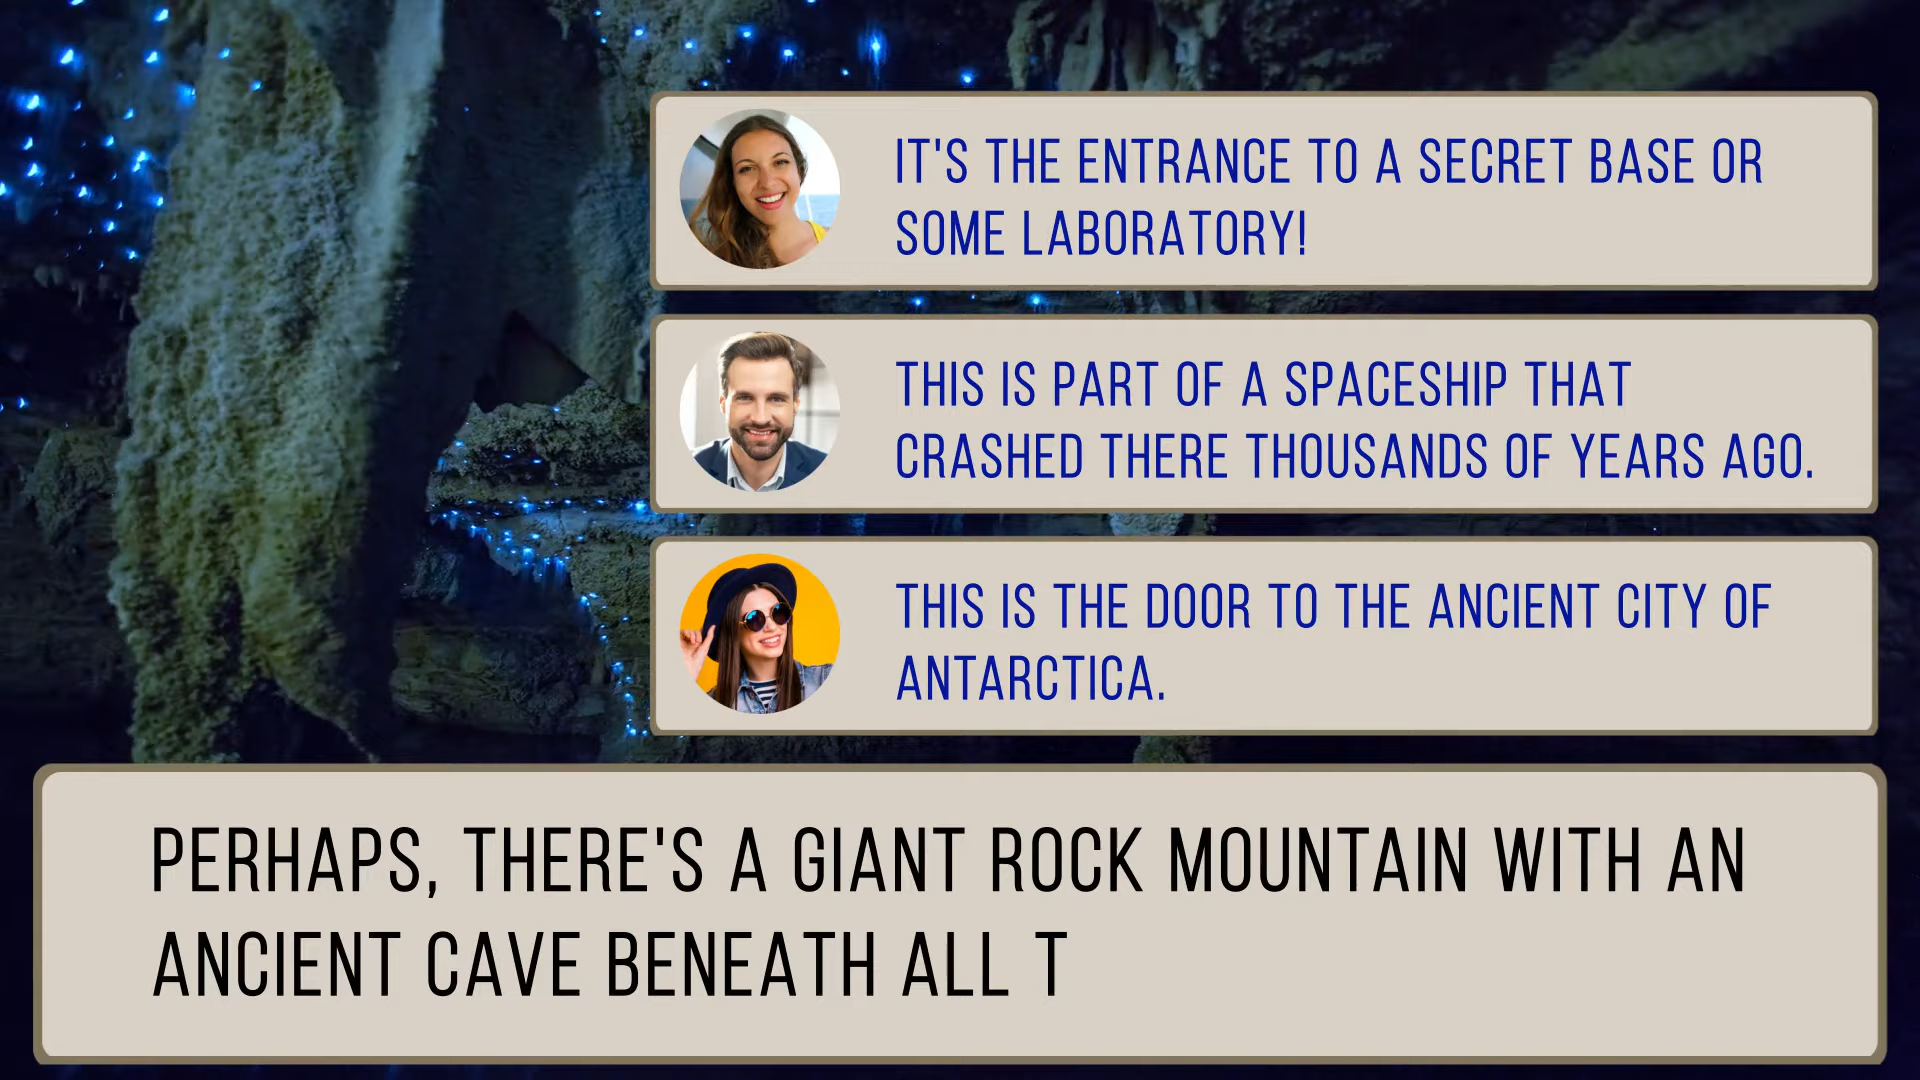 IT'S THE ENTRANCE TO A SECRET BASE OR
SOME LABORATORY!
THIS IS PART OF A SPACESHIP THAT
CRASHED THERE THOUSANDS OF YEARS AGO.
THIS IS THE DOOR TO THE ANCIENT CITY OF
ANTARCTICA.
PERHAPS, THERE'S A GIANT ROCK MOUNTAIN WITH AN
ANCIENT CAVE BENEATH ALL T